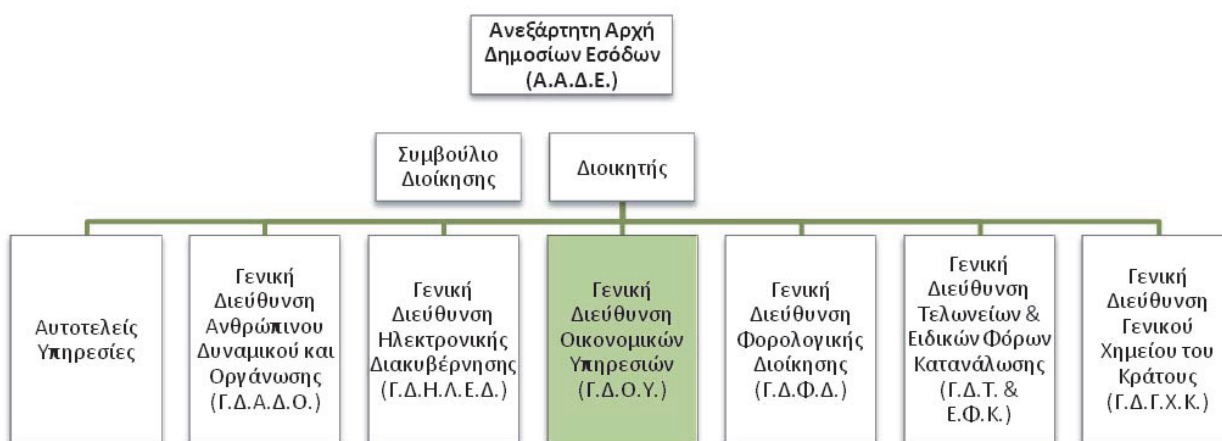 Ανεξάρτητη Αρχή
Δημοσίων Εσόδων
(Α.Α.Δ.Ε.)
Συμβούλιο
Διοίκησης
Διοικητής
Αυτοτελείς
Υπηρεσίες
Γενική
Διεύθυνση
Ανθρώπινου
Δυναμικού και
Οργάνωσης
(Γ.Δ.Α.Δ.Ο.)
Γενική
Διεύθυνση
Ηλεκτρονικής
Διακυβέρνησης
(Γ.Δ.Η.Λ.Ε.Δ.)
Γενική
Διεύθυνση
Οικονομικών
Υπηρεσιών
(Γ.Δ.Ο.Υ.)
Γενική
Διεύθυνση
Φορολογικής
Διοίκησης
(Γ.Δ.Φ.Δ.)
Γενική
Διεύθυνση
Τελωνείων &
Ειδικών Φόρων
Κατανάλωσης
(Γ.Δ.Τ. &
Ε.Φ.Κ.)
Γενική
Διεύθυνση
Γενικού
Χημείου του
Κράτους
(Γ.Δ.Γ.Χ.Κ.)